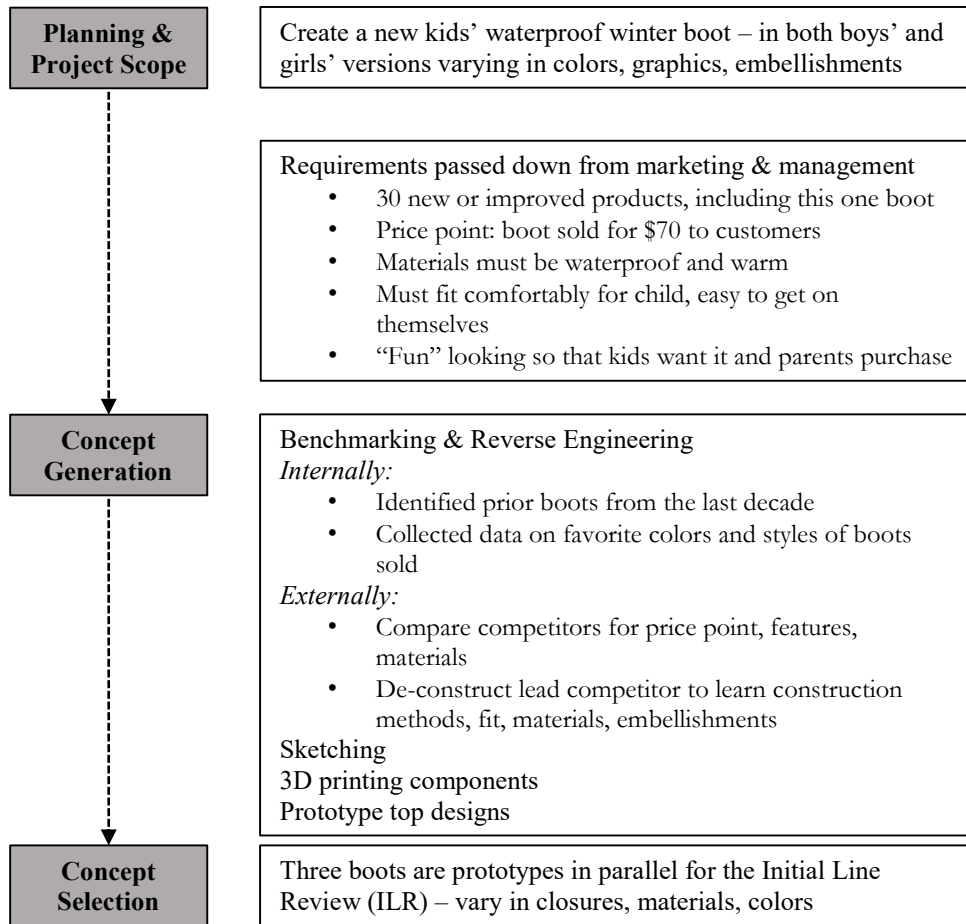 Planning &
Project Scope
Create a new kids’ waterproof winter boot – in both boys’ and
girls’ versions varying in colors, graphics, embellishments
Requirements passed down from marketing & management
• 30 new or improved products, including this one boot
• Price point: boot sold for $70 to customers
• Materials must be waterproof and warm
• Must fit comfortably for child, easy to get on
themselves
• “Fun” looking so that kids want it and parents purchase
Concept
Generation
Benchmarking & Reverse Engineering
Internally:
• Identified prior boots from the last decade
• Collected data on favorite colors and styles of boots
sold
Externally:
• Compare competitors for price point, features,
materials
• De-construct lead competitor to learn construction
methods, fit, materials, embellishments
Sketching
3D printing components
Prototype top designs
Concept
Selection
Three boots are prototypes in parallel for the Initial Line
Review (ILR) – vary in closures, materials, colors